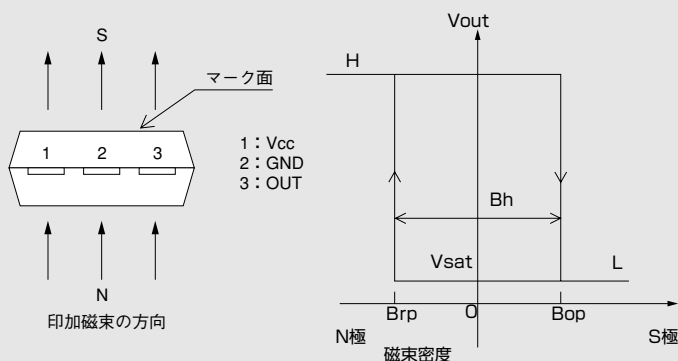 S
マーク面
1 2 3
1：Vcc
2：GND
3：OUT
N
印加磁束の方向
Vout
H
Bh
Vsat
L
Brp
O
Bop
N極
S極
磁束密度